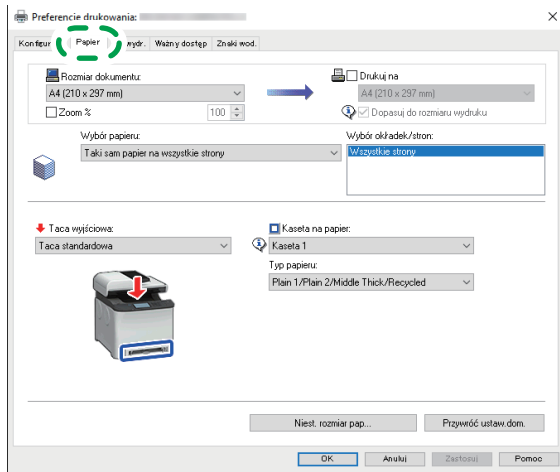 Preferencie drukowania:
Papier
Ważny dostęp
Znaki wod.
Rozmiar dokumentu:
Drukuj na
A4 (210 x 297 mm)
A4 (210 x 297 mm)
Zoom %
100
Dopasuj do rozmiaru wydruku
Wybór papieru:
Wybór okładek/stron:
Taki sam papier na wszystkie strony
Wszystkie strony
Taca wyjściowa:
Kaseta na papier:
Taca standardowa
Kaseta 1
Typ papieru:
Plain 1/Plain 2/Middle Thick/Recycled
Niest. rozmiar pap...
Przywróć ustaw.dom.
OK
Anuluj
Zastosuj
Pomoc